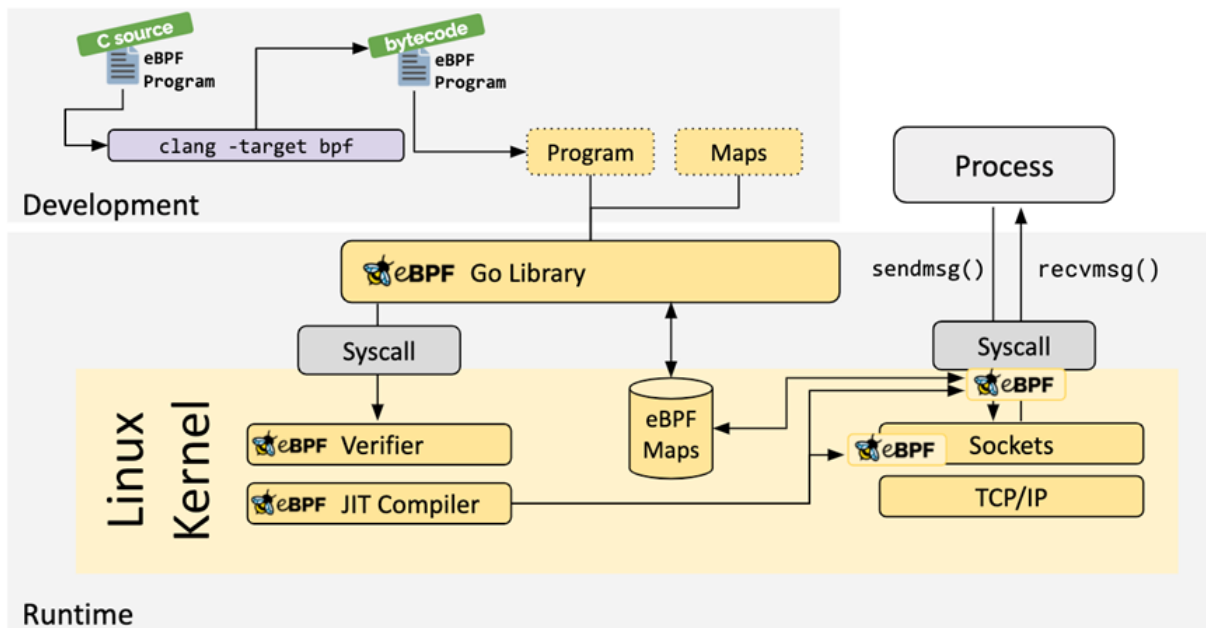 C source
eBPF
Program
bytecode
eBPF
Program
clang -target bpf
Program
Maps
Development
Process
eBPF Go Library
sendmsg()
recvmsg()
Syscall
Syscall
eBPF
Linux
Kernel
eBPF Verifier
eBPF
Maps
eBPF
Sockets
eBPF JIT Compiler
TCP/IP
Runtime